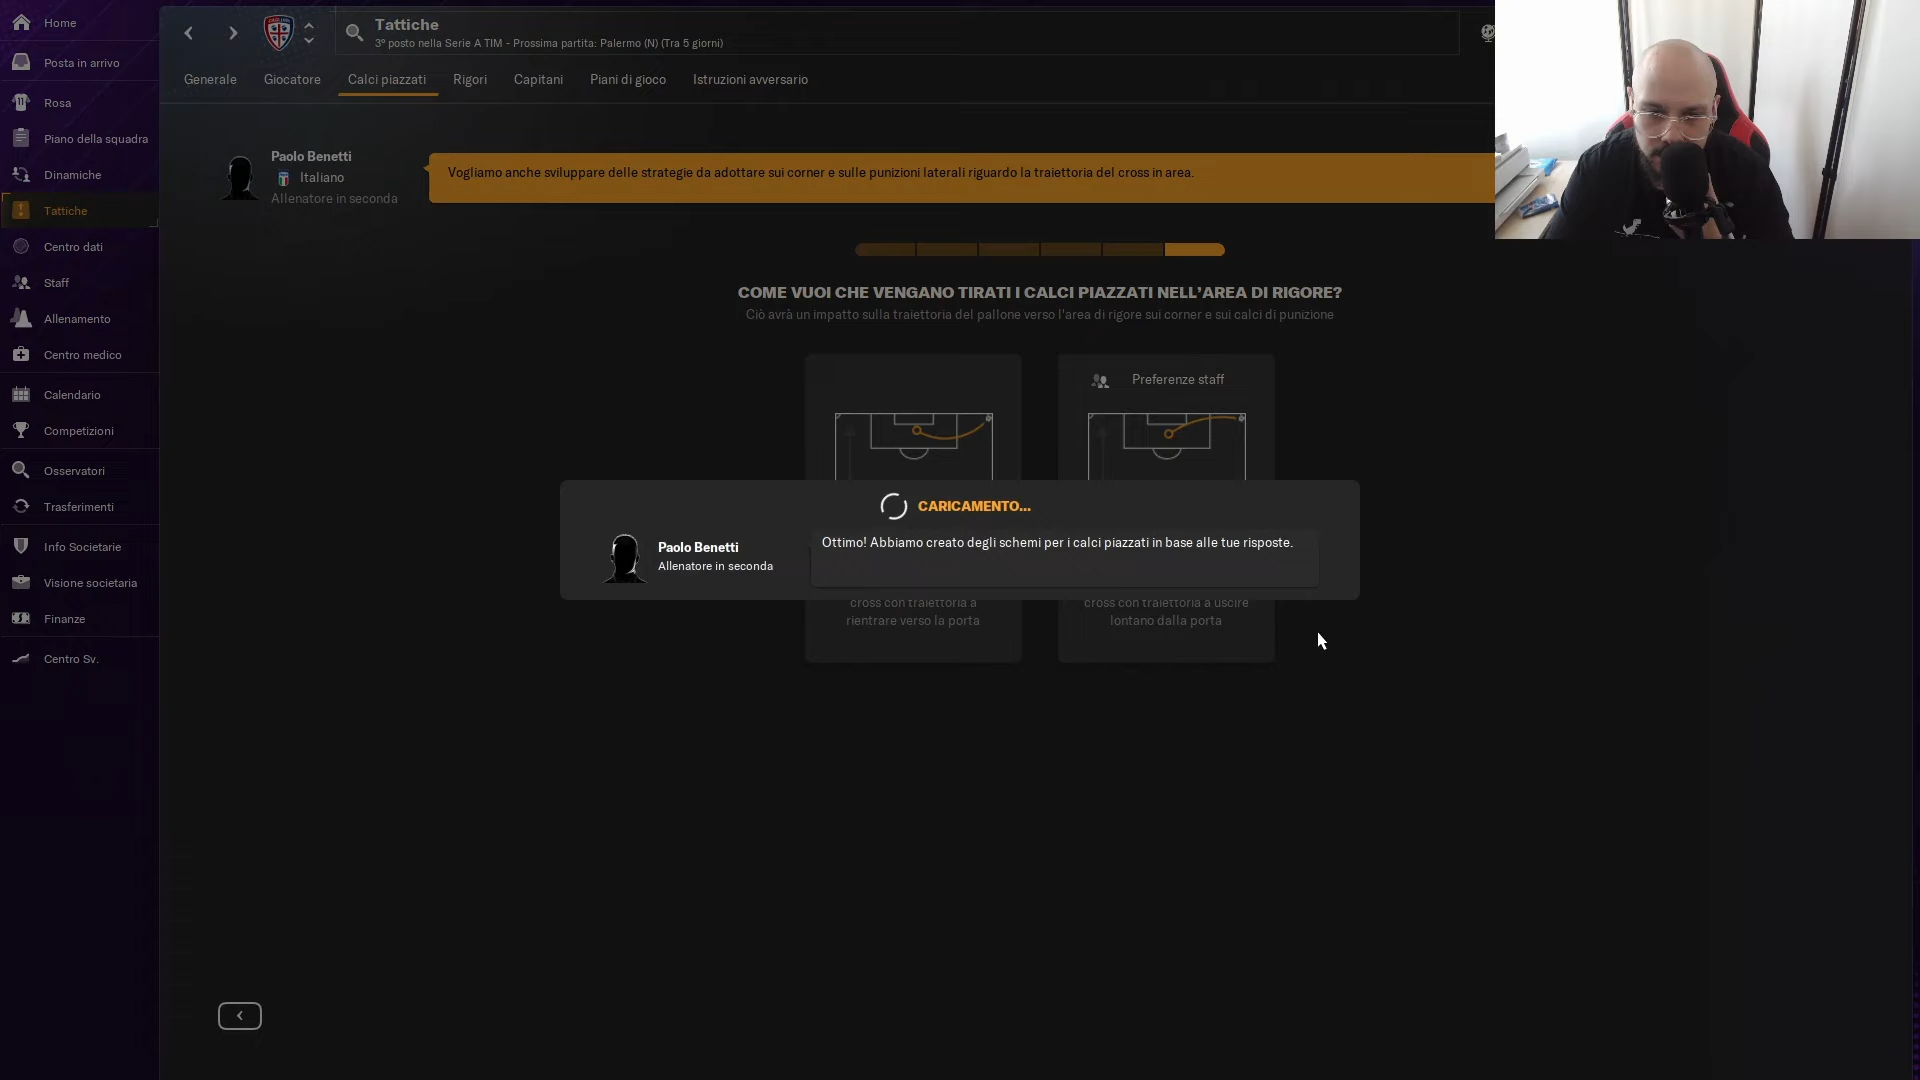 Home
Posta in arrivo
Rosa
Piano della squadra
Dinamiche
Tattiche
Centro dati
Staff
Allenamento
Centro medico
Calendario
Competizioni
Osservatori
Trasferimenti
Info Societarie
Visione societaria
Finanze
Centro Sv.
Tattiche
3° posto nella Serie A TIM - Prossima partita: Palermo (N) (Tra 5 giorni)
Generale
Giocatore
Calci piazzati
Rigori
Capitani
Piani di gioco
Istruzioni avversario
Paolo Benetti
Italiano
Allenatore in seconda
Vogliamo anche sviluppare delle strategie da adottare sui corner e sulle punizioni laterali riguardo la traiettoria del cross in area.
COME VUOI CHE VENGANO TIRATI I CALCI PIAZZATI NELL'AREA DI RIGORE?
Ciò avrà un impatto sulla traiettoria del pallone verso l'area di rigore sui corner e sui calci di punizione
Preferenze staff
CARICAMENTO...
Paolo Benetti
Allenatore in seconda
Ottimo! Abbiamo creato degli schemi per i calci piazzati in base alle tue risposte.
cross con traiettoria a
rientrare verso la porta
cross con traiettoria a uscire
lontano dalla porta